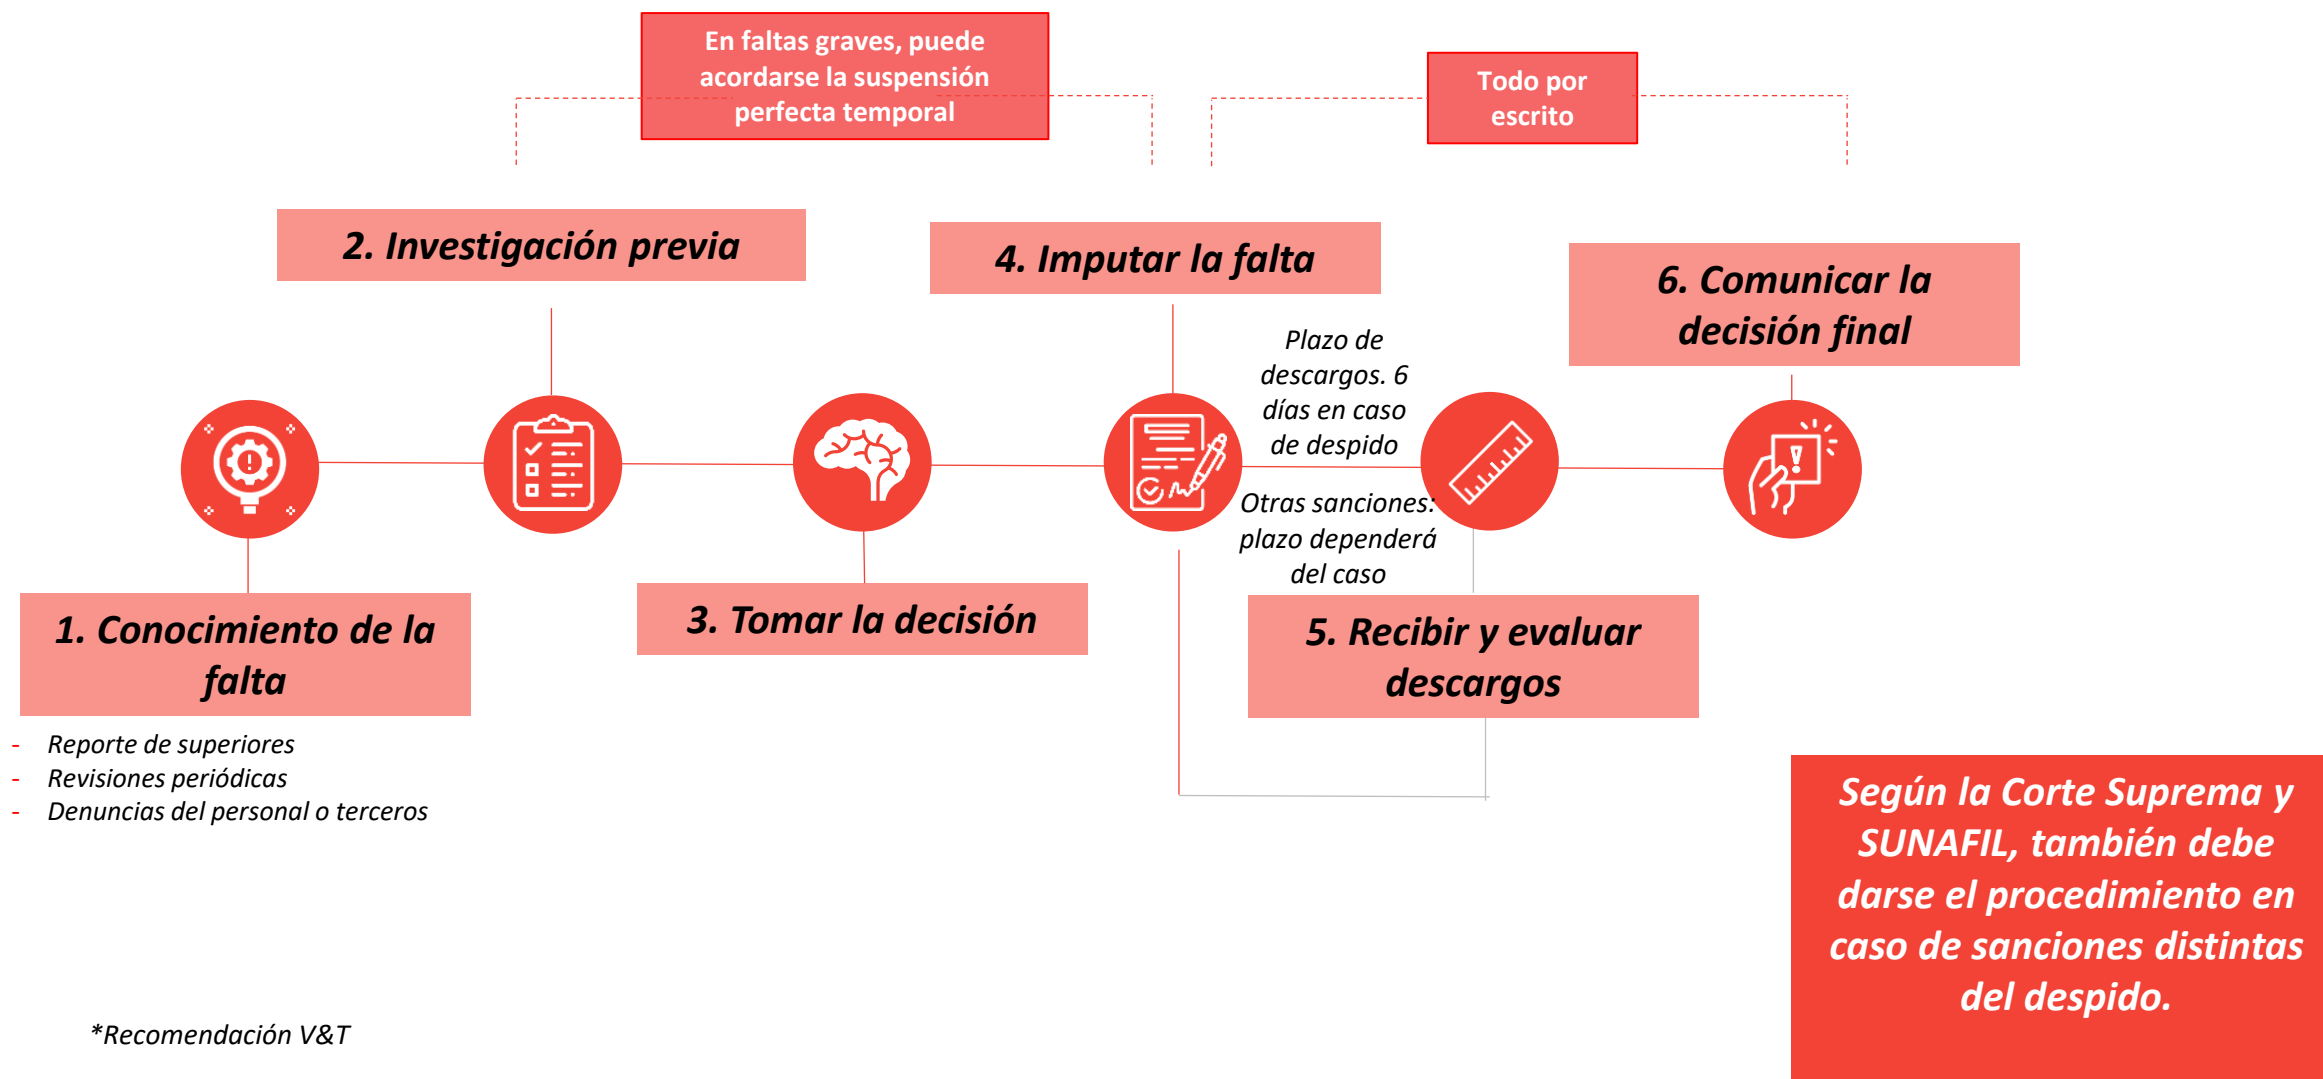 En faltas graves, puede
acordarse la suspensión
perfecta temporal
Todo por
escrito
2. Investigación previa
4. Imputar la falta
6. Comunicar la
decisión final
Plazo de
descargos. 6
días en caso
de despido
Otras sanciones:
plazo dependerá
del caso
1. Conocimiento de la
falta
3. Tomar la decisión
5. Recibir y evaluar
descargos
- Reporte de superiores
- Revisiones periódicas
- Denuncias del personal o terceros
Según la Corte Suprema y
SUNAFIL, también debe
darse el procedimiento en
caso de sanciones distintas
del despido.
*Recomendación V&T